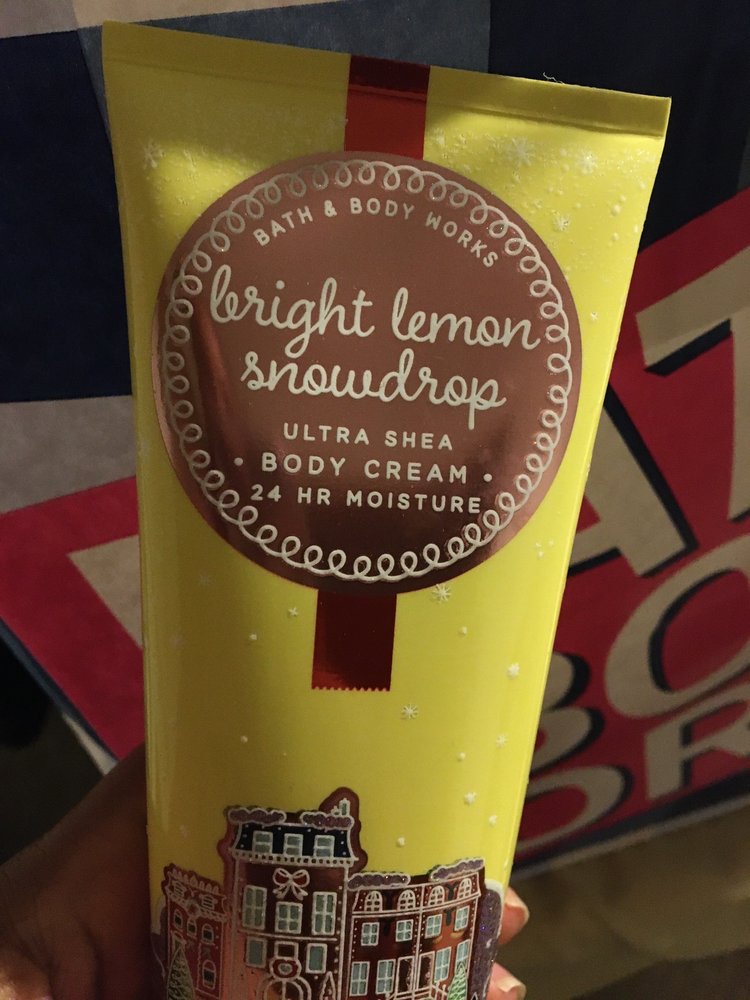 BATH & BODY WORKS
bright lemon
snowdrop
ULTRA SHEA
• BODY CREAM •
24 HR MOISTURE